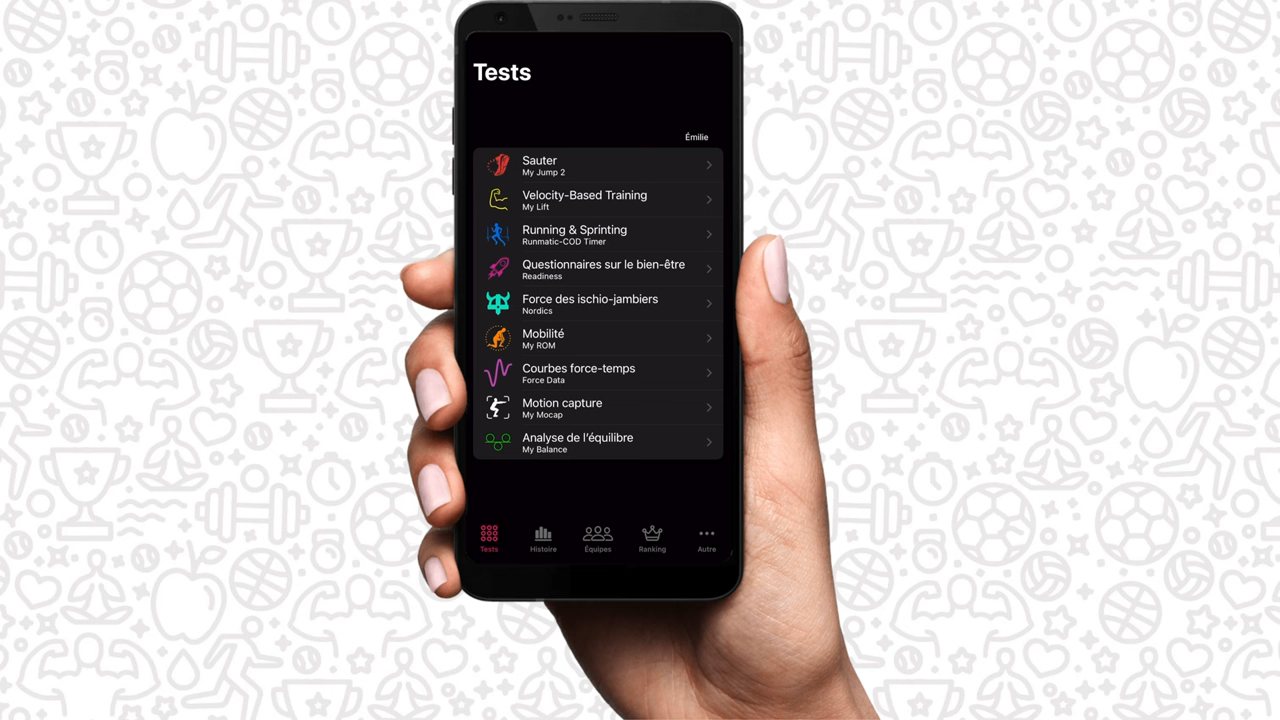 Tests
Émilie
Sauter
My Jump 2
Velocity-Based Training
My Lift
Running & Sprinting
Runmatic-COD Timer
Questionnaires sur le bien-être
Readiness
Force des ischio-jambiers
Nordics
Mobilité
My ROM
Courbes force-temps
Force Data
Motion capture
My Mocap
Analyse de l'équilibre
My Balance
Tests Histoire Équipes Ranking Autre